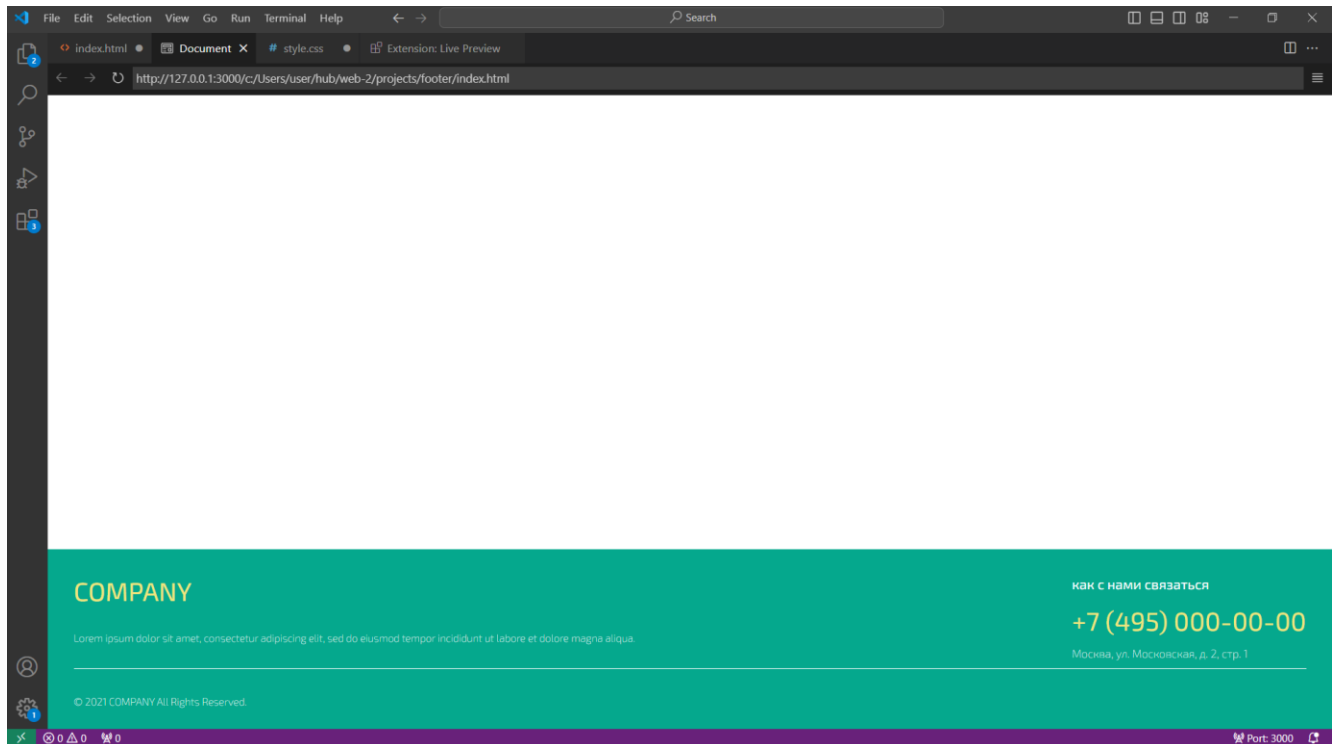 File Edit Selection View Go Run Terminal Help Search
index.html Document style.css Extension: Live Preview
http://127.0.0.1:3000/c:/Users/user/hub/web-2/projects/footer/index.html
2
3
COMPANY
Lorem ipsum dolor sit amet, consectetur adipiscing elit, sed do eiusmod tempor incididunt ut labore et dolore magna aliqua.
как с нами связаться
+7 (495) 000-00-00
Москва, ул. Московская, д. 2, стр. 1
© 2021 COMPANY All Rights Reserved.
1
0 0 0 Port: 3000